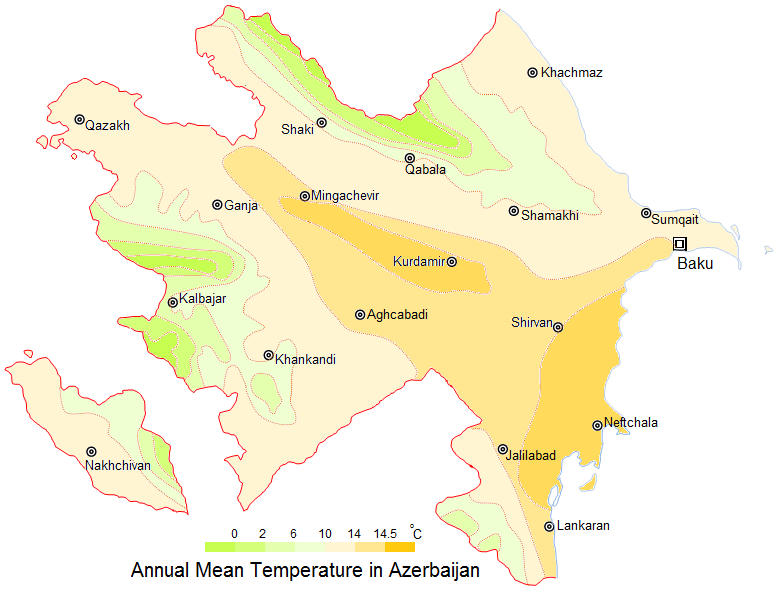 Khachmaz
Qazakh
Shaki
Qabala
Mingachevir
Ganja
Shamakhi
Sumqait
Baku
Kurdamir
Kalbajar
Aghcabadi
Shirvan
Khankandi
Neftchala
Nakhchivan
Jalilabad
Lankaran
0 2 6 10 14 14.5 °C
Annual Mean Temperature in Azerbaijan